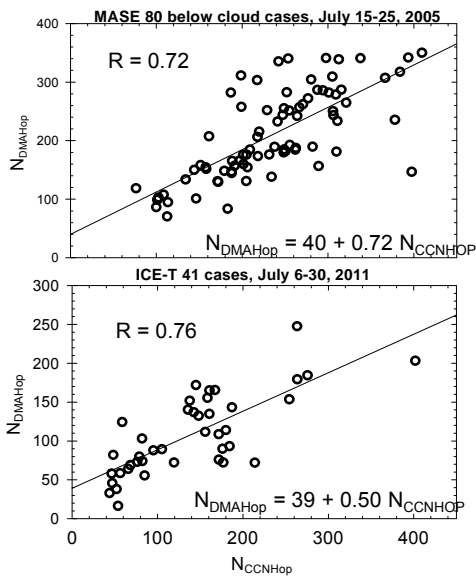 MASE 80 below cloud cases, July 15-25, 2005
400
300
200
100
0
N_DMAHop
R = 0.72
N_DMAHop = 40 + 0.72 N_CCNHOP
ICE-T 41 cases, July 6-30, 2011
300
250
200
150
100
50
0
N_DMAHop
R = 0.76
N_DMAHop = 39 + 0.50 N_CCNHOP
0 100 200 300 400
N_CCNHop